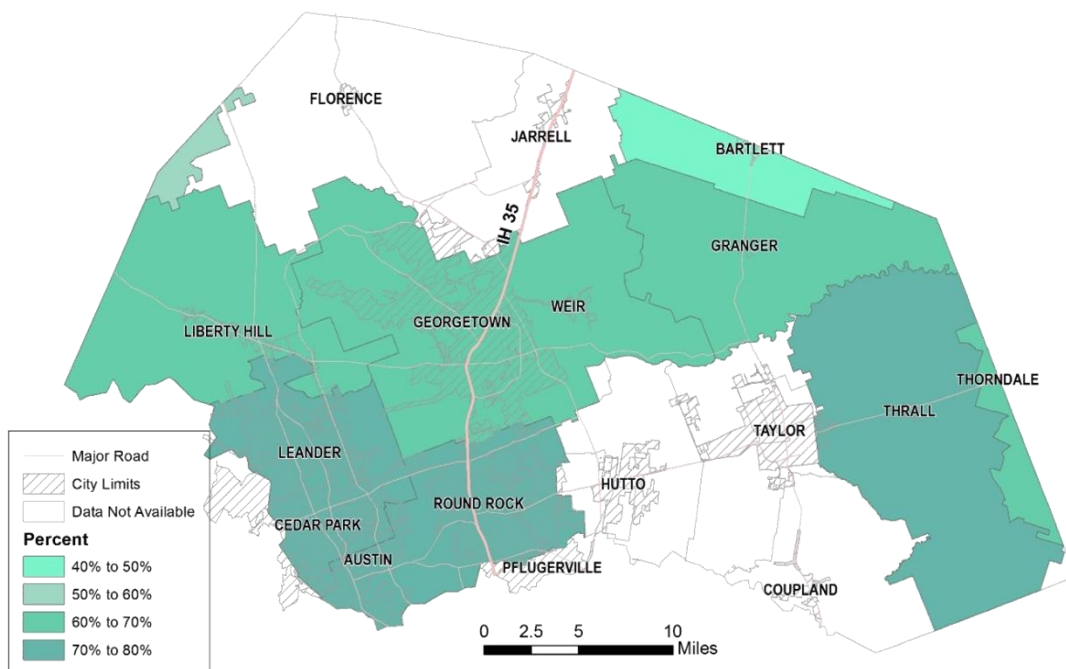 FLORENCE
JARRELL
BARTLETT
IH 35
GRANGER
WEIR
GEORGETOWN
LIBERTY HILL
THORNDALE
THRALL
TAYLOR
LEANDER
HUTTO
ROUND ROCK
CEDAR PARK
AUSTIN
PFLUGERVILLE
COUPLAND
Major Road
City Limits
Data Not Available
Percent
40% to 50%
50% to 60%
60% to 70%
70% to 80%
0 2.5 5 10
Miles